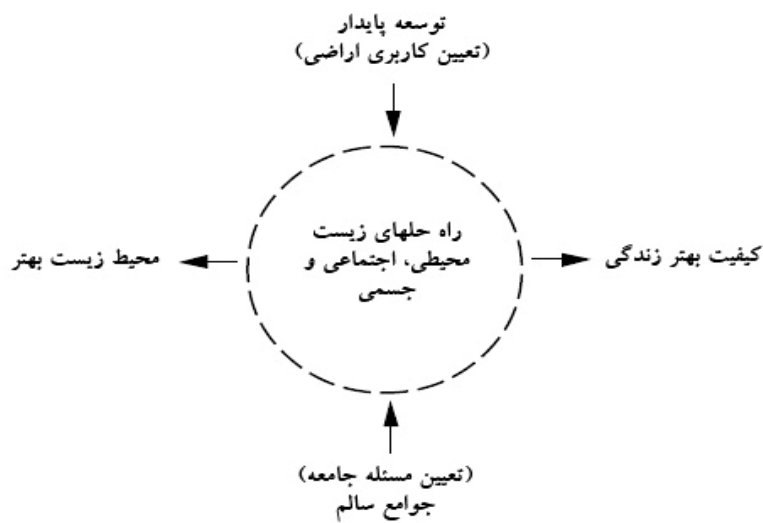 توسعه پایدار
(تعیین کاربری اراضی)
راه حلهای زیست
محیطی، اجتماعی و
جسمی
کیفیت بهتر زندگی
محیط زیست بهتر
(تعیین مسئله جامعه)
جوامع سالم